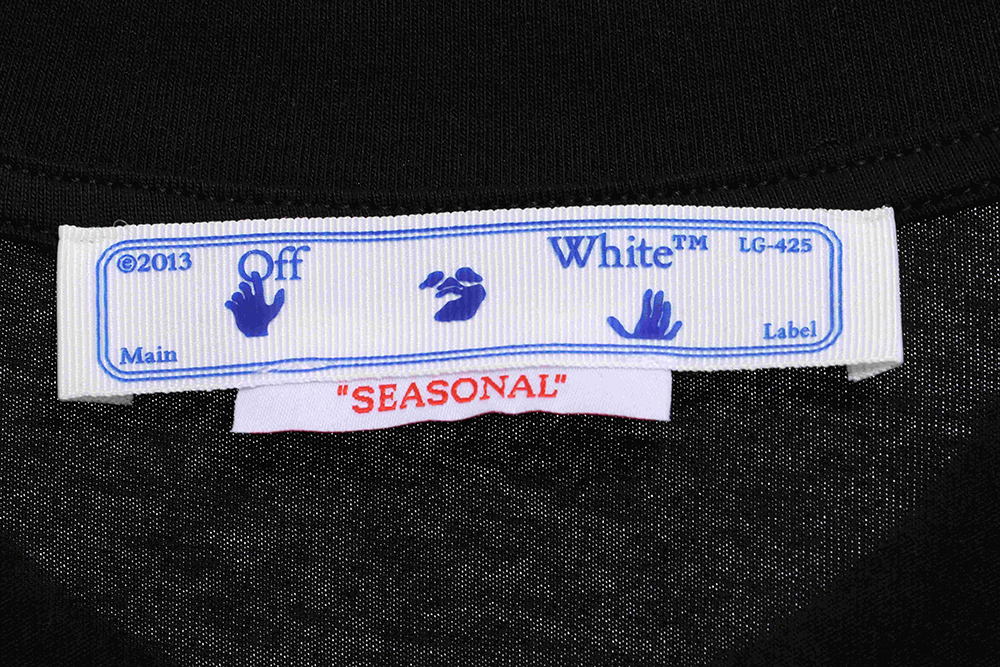 ©2013 Off White™ LG-425
Main Label
"SEASONAL"